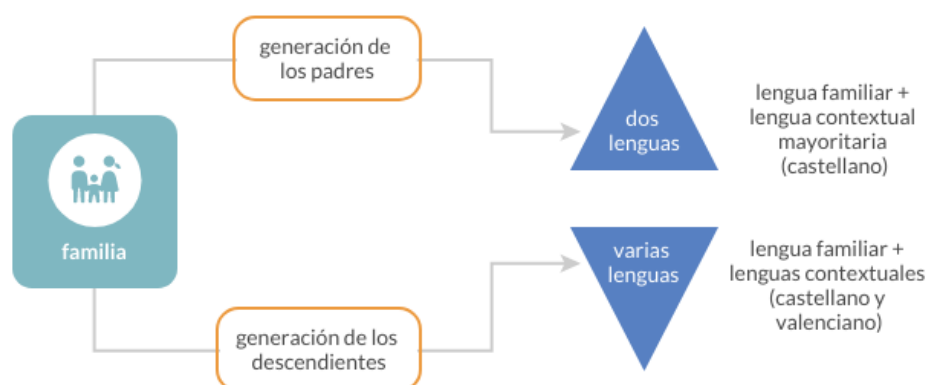 generación de
los padres
dos
lenguas
lengua familiar +
lengua contextual
mayoritaria
(castellano)
familia
varias
lenguas
lengua familiar +
lenguas contextuales
(castellano y
valenciano)
generación de los
descendientes